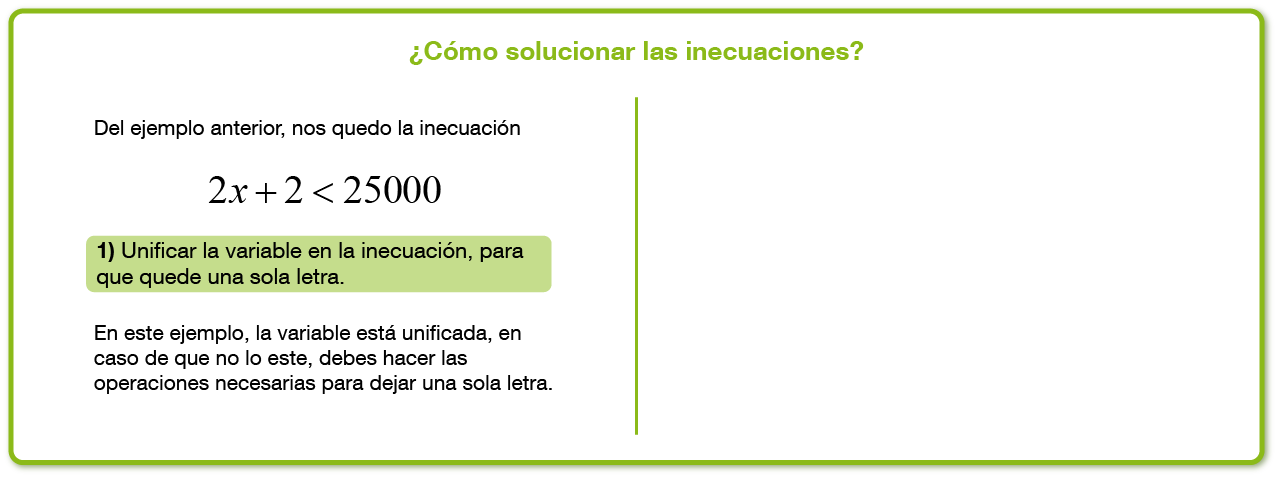 ¿Cómo solucionar las inecuaciones?
Del ejemplo anterior, nos quedo la inecuación
2x + 2 < 25000
1) Unificar la variable en la inecuación, para
que quede una sola letra.
En este ejemplo, la variable está unificada, en
caso de que no lo este, debes hacer las
operaciones necesarias para dejar una sola letra.